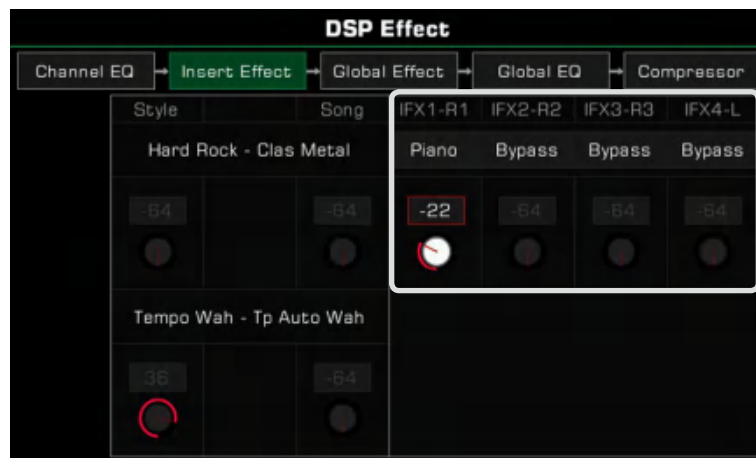 DSP Effect
Channel EQ Insert Effect Global Effect Global EQ Compressor
Style Song IFX1-R1 IFX2-R2 IFX3-R3 IFX4-L
Hard Rock - Clas Metal Piano Bypass Bypass Bypass
-64 -64 -22 -64 -64 -64
Tempo Wah - Tp Auto Wah
36 -64